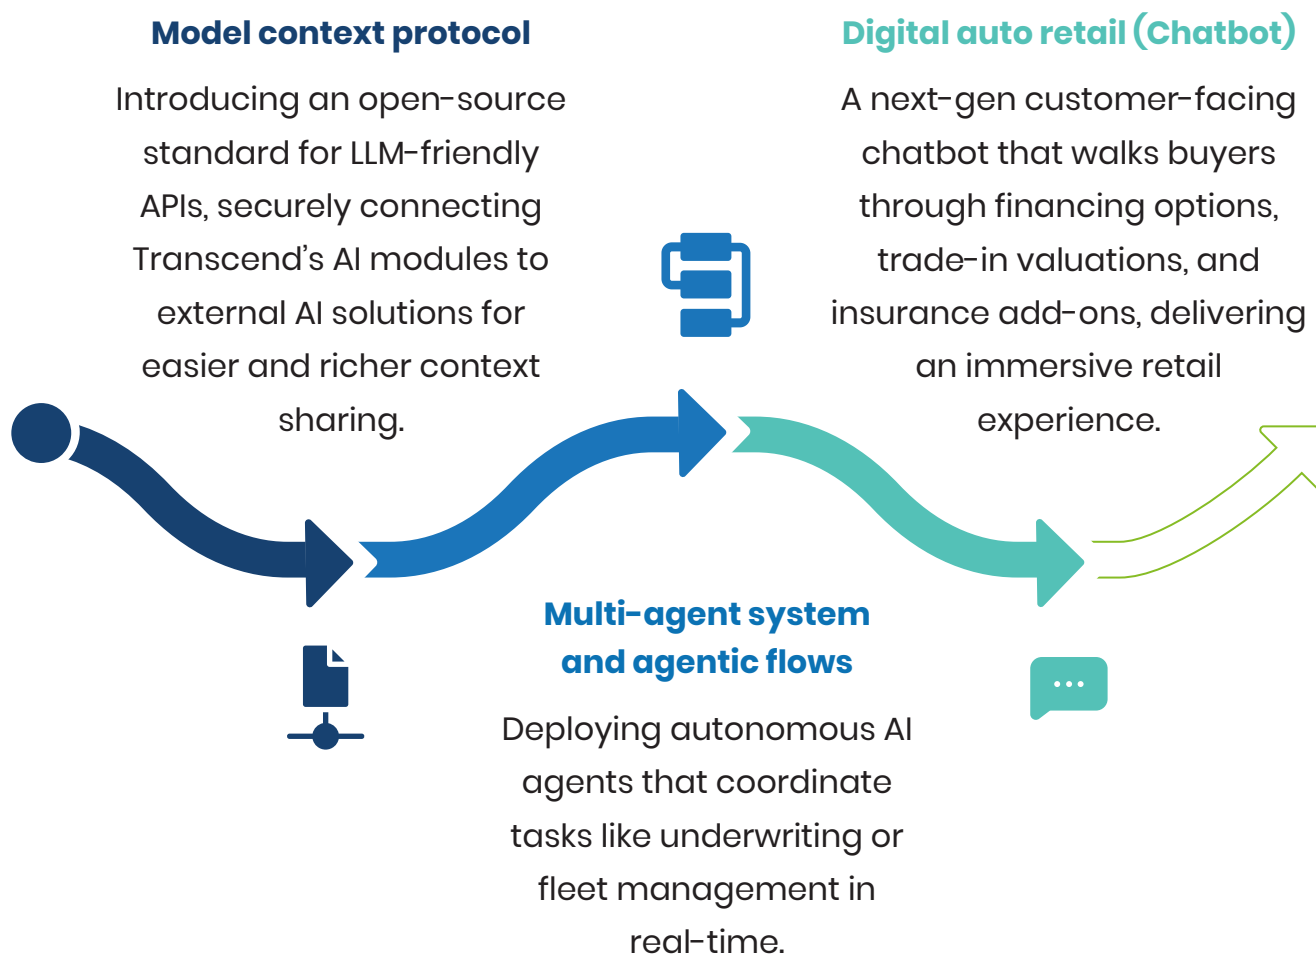 Model context protocol
Introducing an open-source
standard for LLM-friendly
APIs, securely connecting
Transcend's AI modules to
external AI solutions for
easier and richer context
sharing.
Digital auto retail (Chatbot)
A next-gen customer-facing
chatbot that walks buyers
through financing options,
trade-in valuations, and
insurance add-ons, delivering
an immersive retail
experience.
Multi-agent system
and agentic flows
Deploying autonomous AI
agents that coordinate
tasks like underwriting or
fleet management in
real-time.